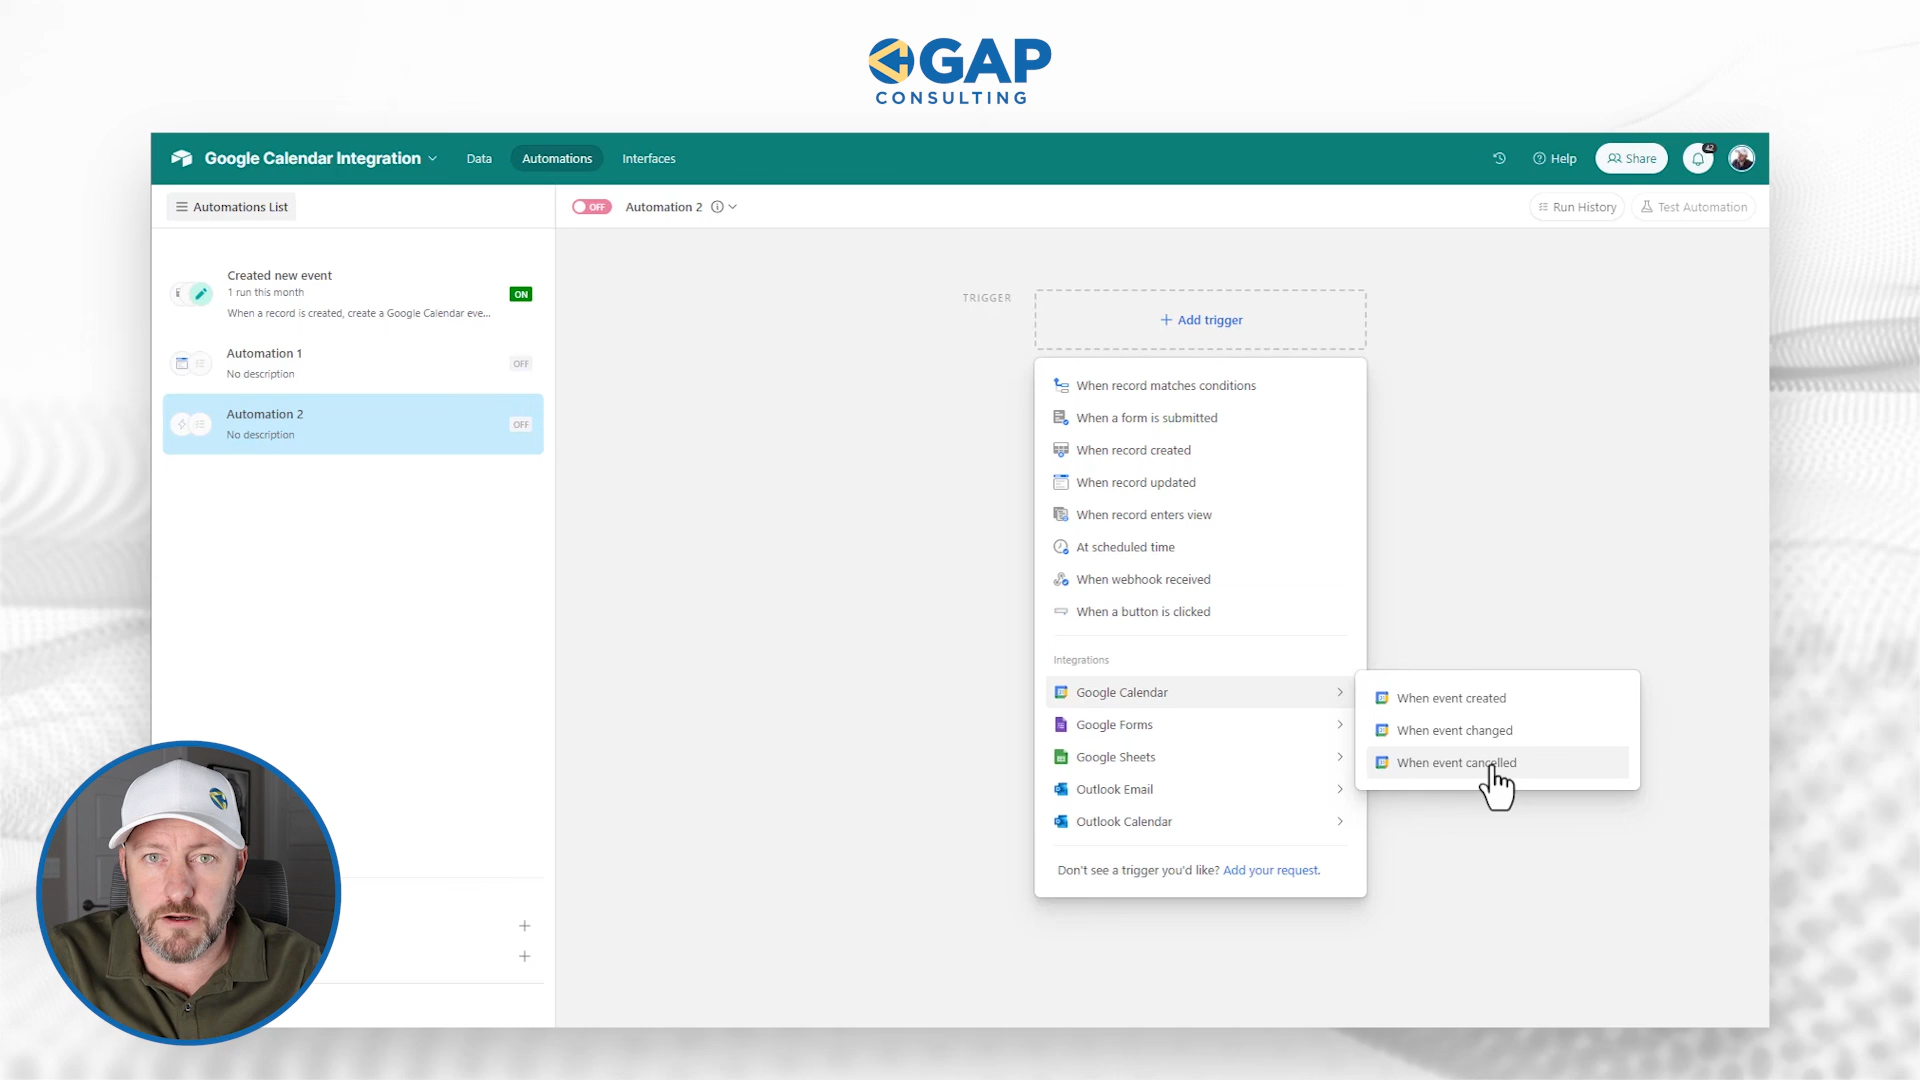 GAP
CONSULTING
Google Calendar Integration
Data
Automations
Interfaces
Help
Share
42
Automations List
OFF
Automation 2
Run History
Test Automation
Created new event
1 run this month
When a record is created, create a Google Calendar eve...
ON
Automation 1
No description
OFF
Automation 2
No description
OFF
TRIGGER
+ Add trigger
When record matches conditions
When a form is submitted
When record created
When record updated
When record enters view
At scheduled time
When webhook received
When a button is clicked
Integrations
Google Calendar
Google Forms
Google Sheets
Outlook Email
Outlook Calendar
Don't see a trigger you'd like? Add your request.
When event created
When event changed
When event cancelled